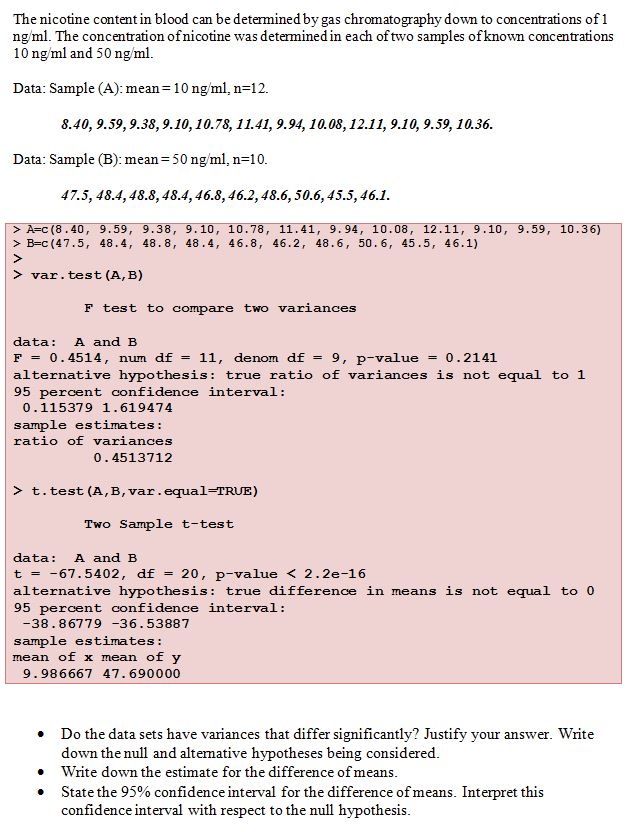 The nicotine content in blood can be determined by gas chromatography down to concentrations of 1
ng/ml. The concentration of nicotine was determined in each of two samples of known concentrations
10 ng/ml and 50 ng/ml.
Data: Sample (A): mean = 10 ng/ml, n=12.
8.40, 9.59, 9.38, 9.10, 10.78, 11.41, 9.94, 10.08, 12.11, 9.10, 9.59, 10.36.
Data: Sample (B): mean = 50 ng/ml, n=10.
47.5, 48.4, 48.8, 48.4, 46.8, 46.2, 48.6, 50.6, 45.5, 46.1.
> A=c(8.40, 9.59, 9.38, 9.10, 10.78, 11.41, 9.94, 10.08, 12.11, 9.10, 9.59, 10.36)
> B=c(47.5, 48.4, 48.8, 48.4, 46.8, 46.2, 48.6, 50.6, 45.5, 46.1)
>
> var.test(A,B)
F test to compare two variances
data: A and B
F = 0.4514, num df = 11, denom df = 9, p-value = 0.2141
alternative hypothesis: true ratio of variances is not equal to 1
95 percent confidence interval:
0.115379 1.619474
sample estimates:
ratio of variances
0.4513712
> t.test(A,B,var.equal=TRUE)
Two Sample t-test
data: A and B
t = -67.5402, df = 20, p-value < 2.2e-16
alternative hypothesis: true difference in means is not equal to 0
95 percent confidence interval:
-38.86779 -36.53887
sample estimates:
mean of x mean of y
9.986667 47.690000
• Do the data sets have variances that differ significantly? Justify your answer. Write
down the null and alternative hypotheses being considered.
• Write down the estimate for the difference of means.
• State the 95% confidence interval for the difference of means. Interpret this
confidence interval with respect to the null hypothesis.